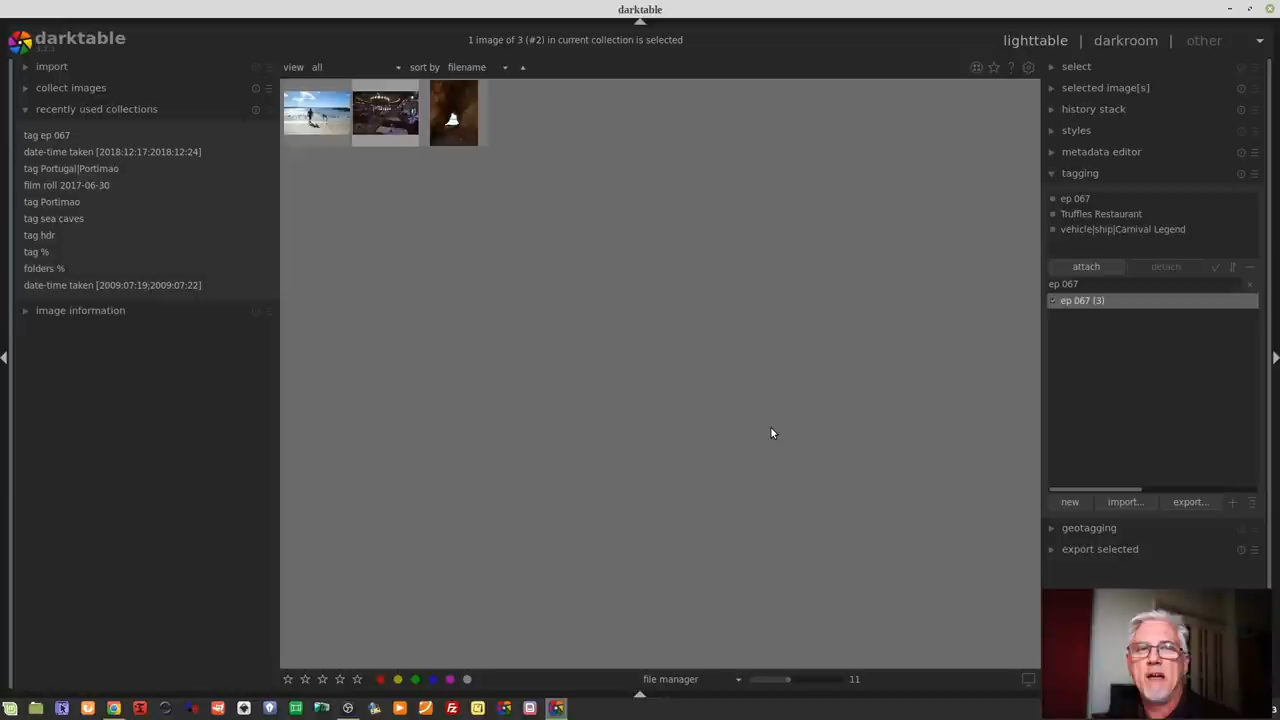 darktable
darktable
3.2.1
1 image of 3 (#2) in current collection is selected
lighttable | darkroom | other
import
collect images
recently used collections
tag ep 067
date-time taken [2018:12:17;2018:12:24]
tag Portugal|Portimao
film roll 2017-06-30
tag Portimao
tag sea caves
tag hdr
tag %
folders %
date-time taken [2009:07:19;2009:07:22]
image information
view all
sort by filename
select
selected image[s]
history stack
styles
metadata editor
tagging
ep 067
Truffles Restaurant
vehicle|ship|Carnival Legend
attach
detach
ep 067
ep 067 (3)
new
import...
export...
geotagging
export selected
file manager
11